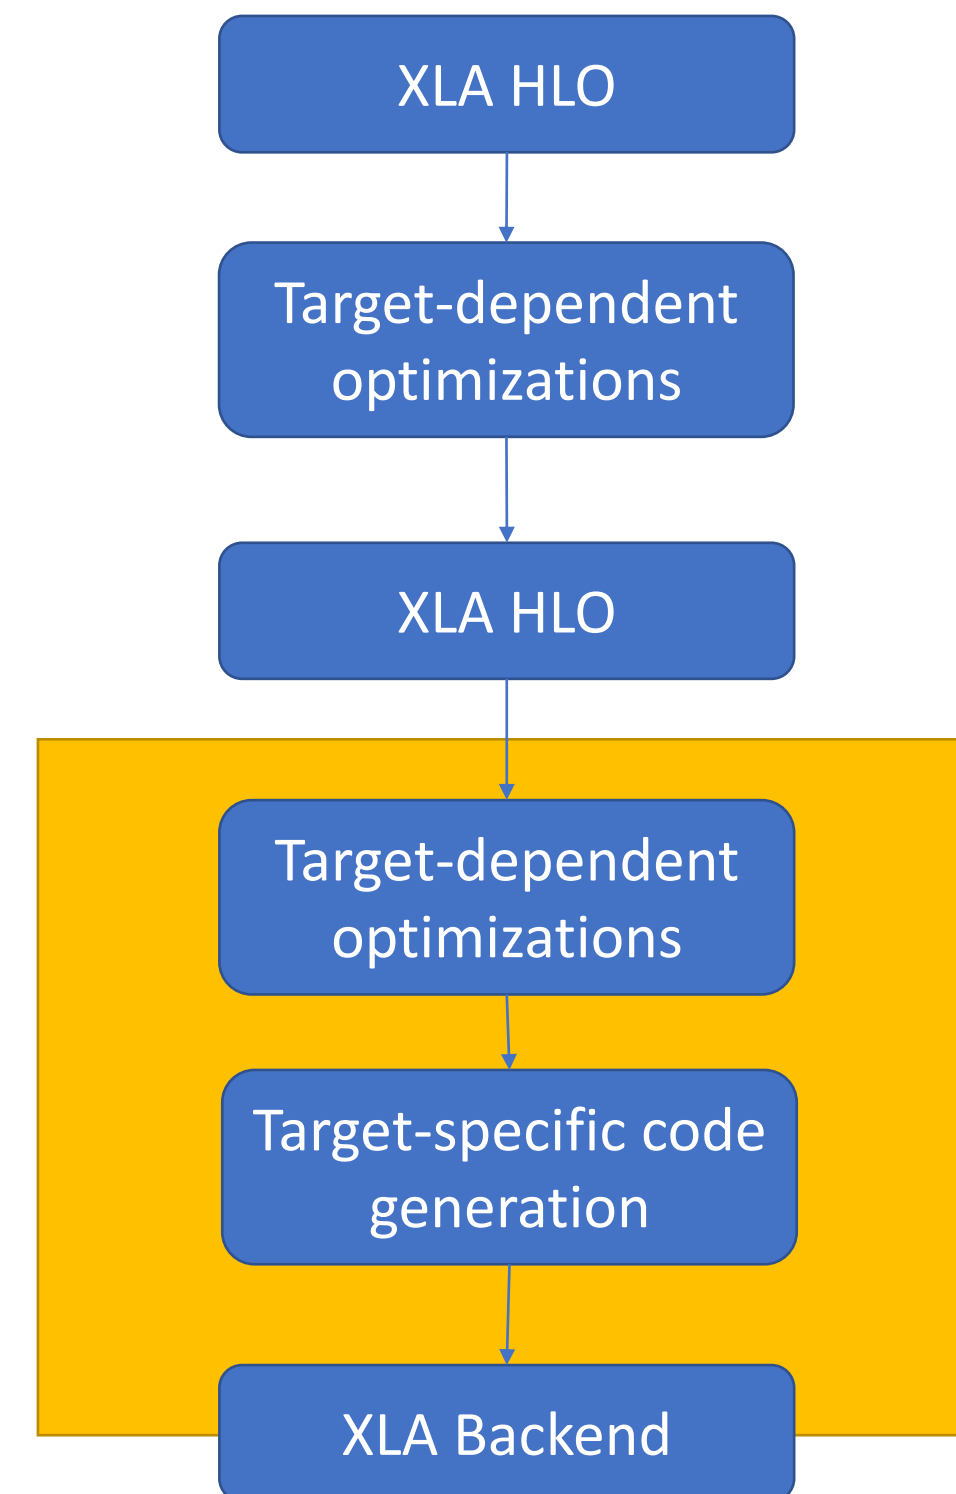 XLA HLO
Target-dependent
optimizations
XLA HLO
Target-dependent
optimizations
Target-specific code
generation
XLA Backend